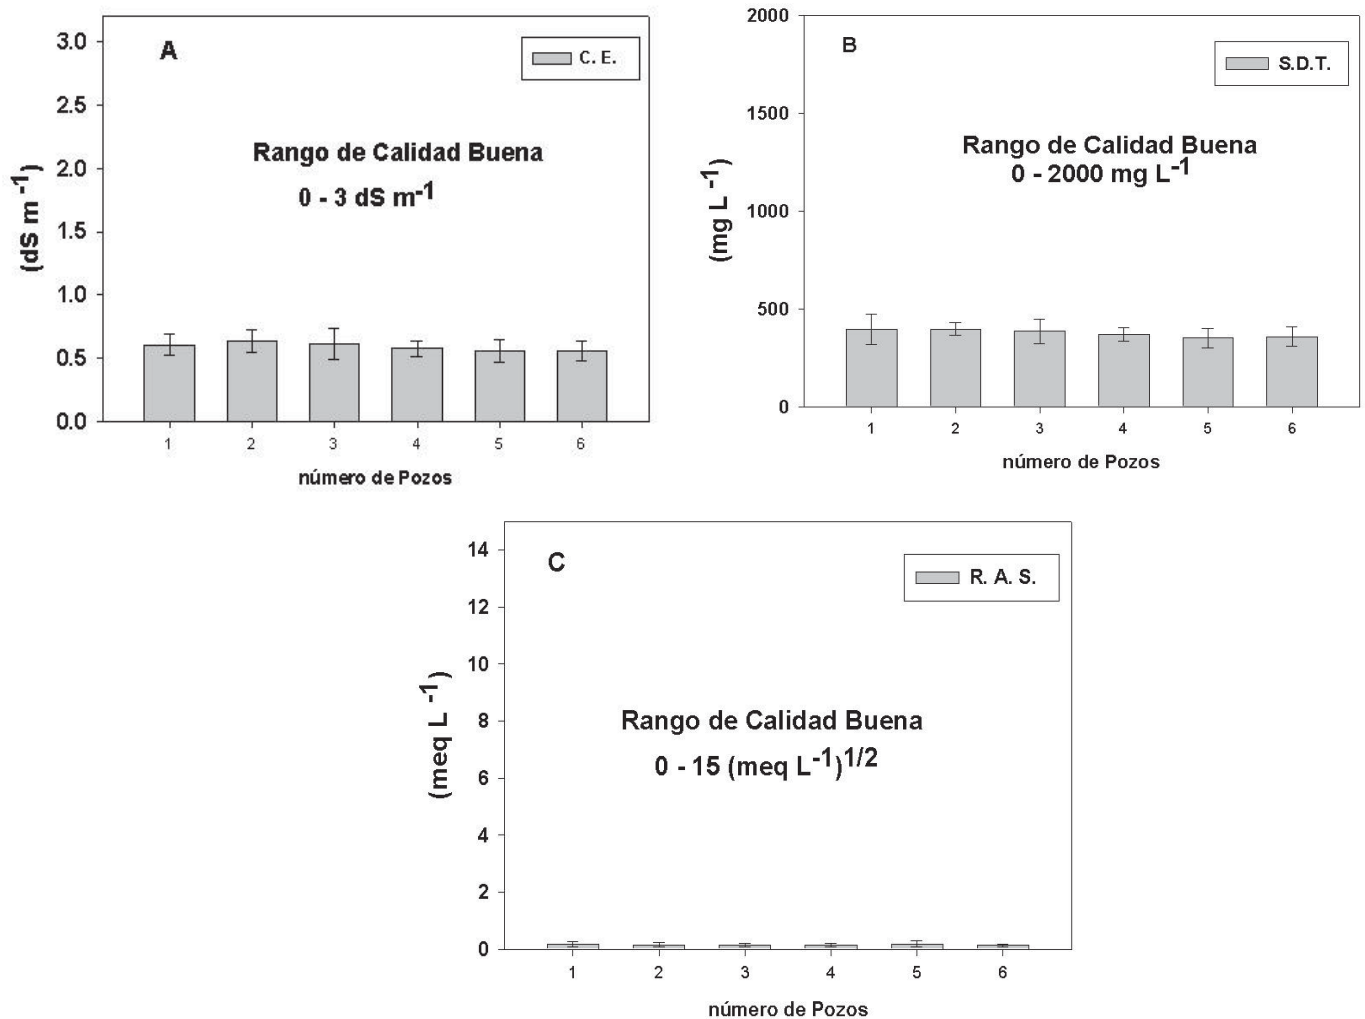 A
C. E.
Rango de Calidad Buena
0 - 3 dS m-1
(dS m -1)
3.0
2.5
2.0
1.5
1.0
0.5
0.0
1 2 3 4 5 6
número de Pozos
B
S.D.T.
Rango de Calidad Buena
0 - 2000 mg L-1
(mg L -1)
2000
1500
1000
500
0
1 2 3 4 5 6
número de Pozos
C
R. A. S.
Rango de Calidad Buena
0 - 15 (meq L-1)1/2
(meq L -1)
14
12
10
8
6
4
2
0
1 2 3 4 5 6
número de Pozos